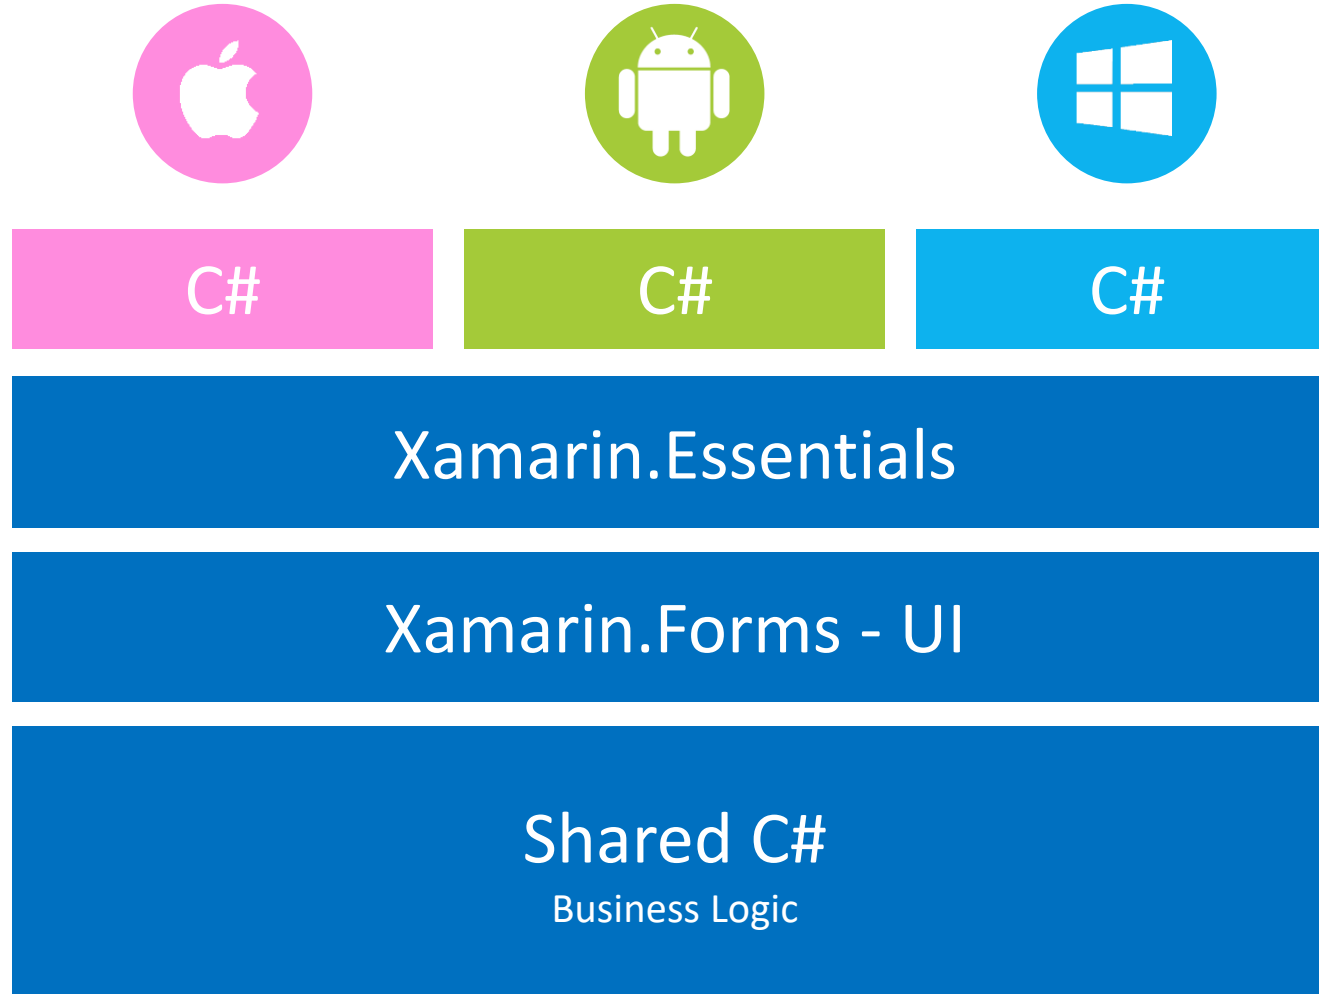 C#
C#
C#
Xamarin.Essentials
Xamarin.Forms - UI
Shared C#
Business Logic